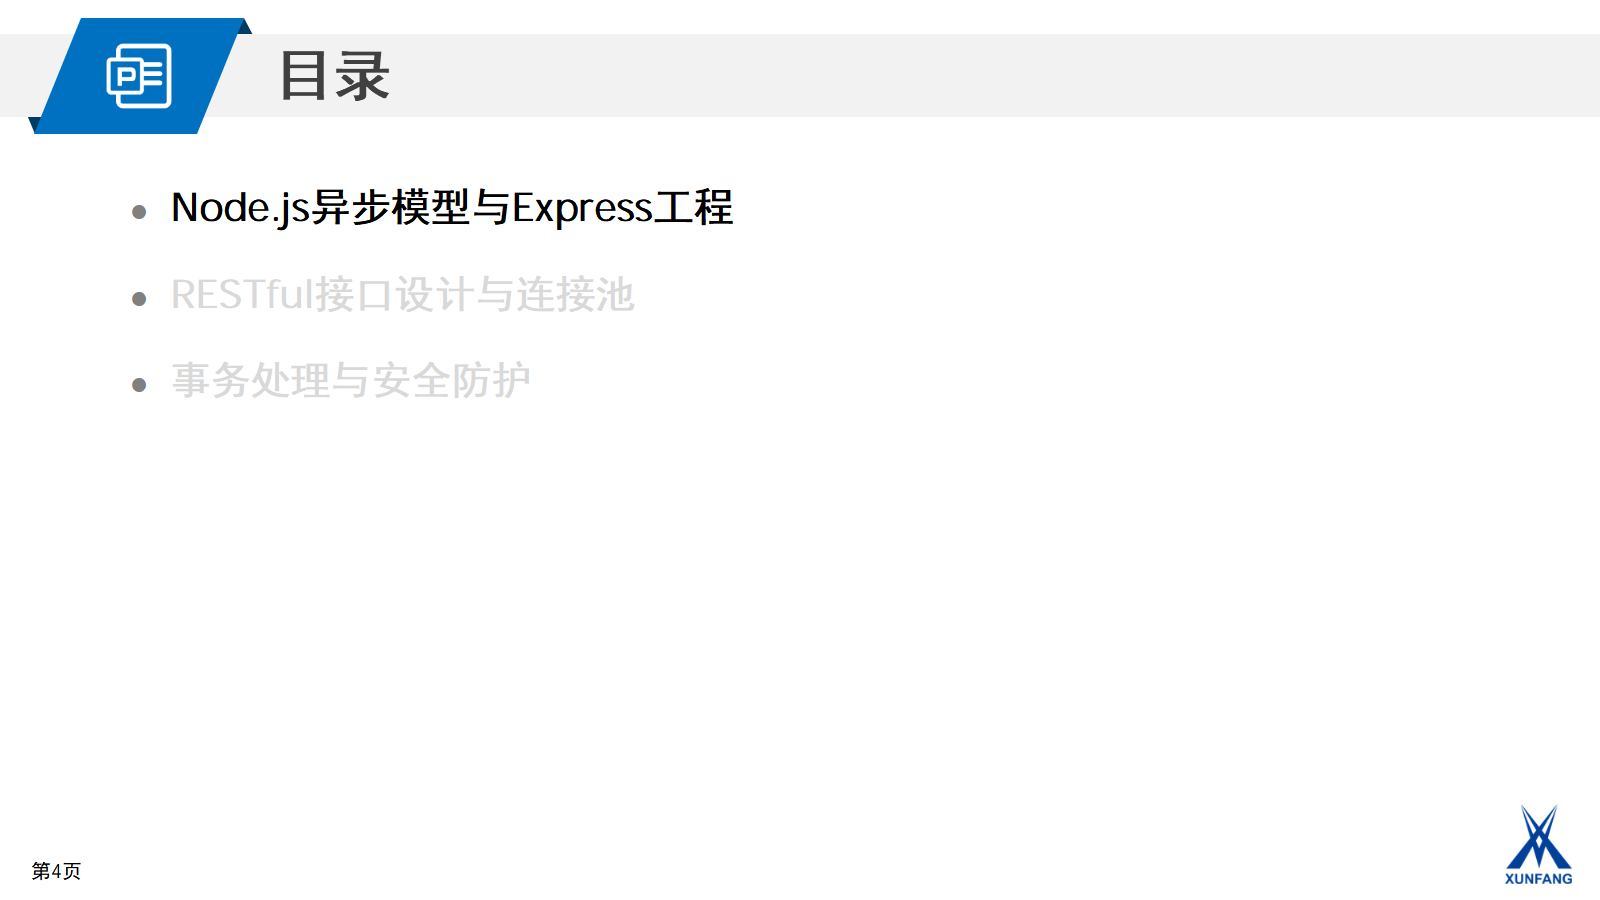 目录
Node.js异步模型与Express工程
RESTful接口设计与连接池
事务处理与安全防护
第4页
XUNFANG